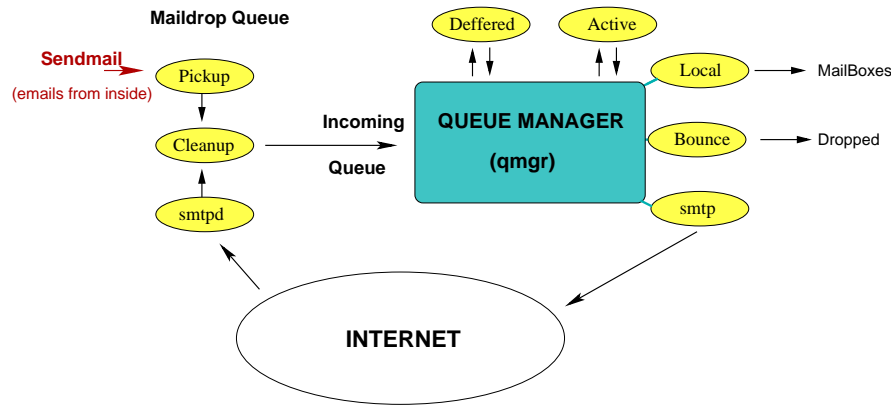 Maildrop Queue
Deffered
Active
Sendmail
Pickup
Local
MailBoxes
(emails from inside)
Incoming
QUEUE MANAGER
Cleanup
Bounce
Dropped
Queue
(qmgr)
smtpd
smtp
INTERNET